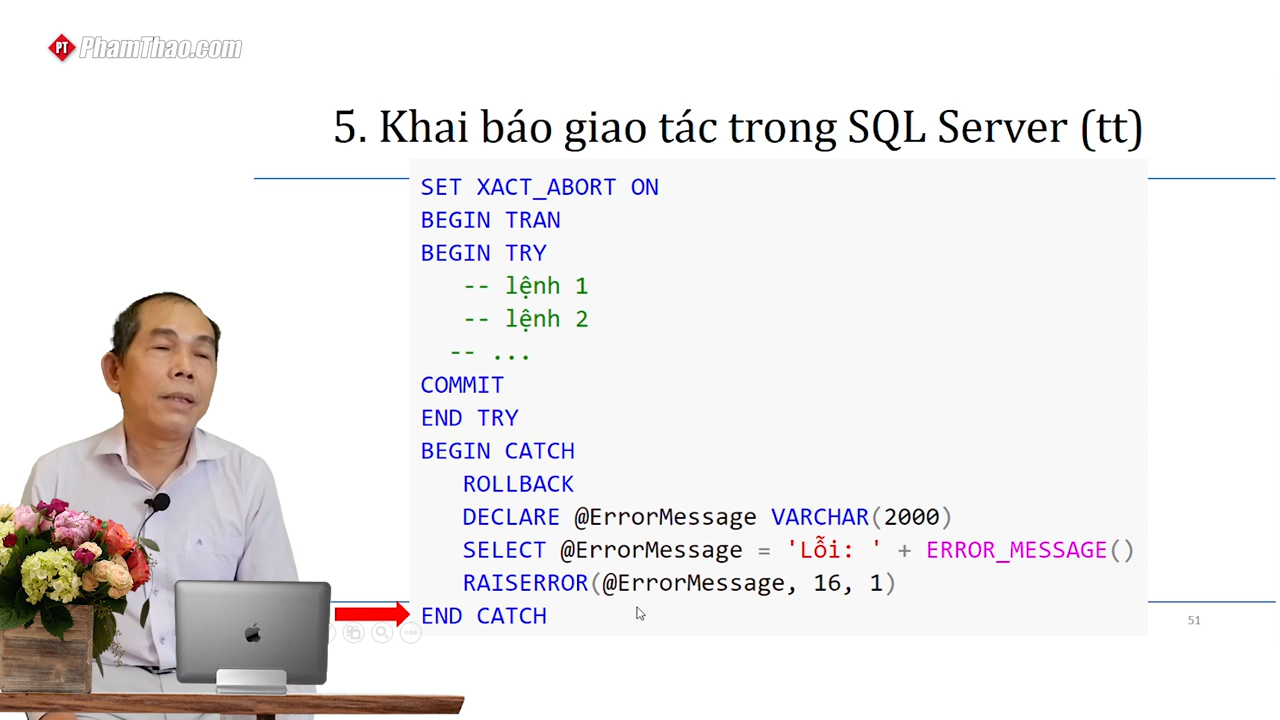 PT PhamThao.com
5. Khai báo giao tác trong SQL Server (tt)
SET XACT_ABORT ON
BEGIN TRAN
BEGIN TRY
-- lệnh 1
-- lệnh 2
-- ...
COMMIT
END TRY
BEGIN CATCH
ROLLBACK
DECLARE @ErrorMessage VARCHAR(2000)
SELECT @ErrorMessage = 'Lỗi: ' + ERROR_MESSAGE()
RAISERROR(@ErrorMessage, 16, 1)
END CATCH
51